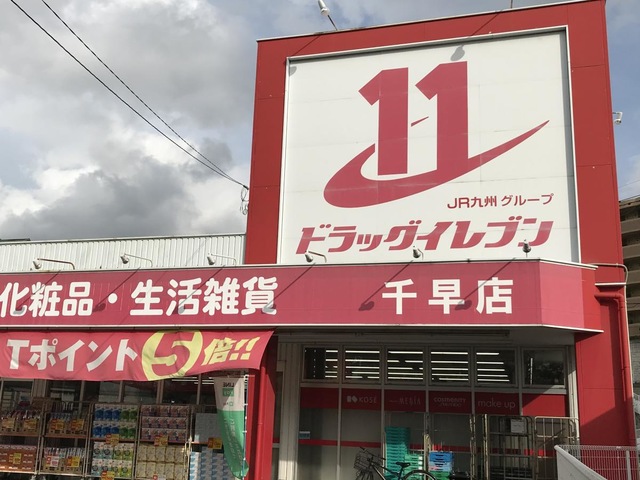 11
JR九州 グループ
ドラッグイレブン
化粧品・生活雑貨 千早店
Tポイント5倍!!
KOSÉ
make up